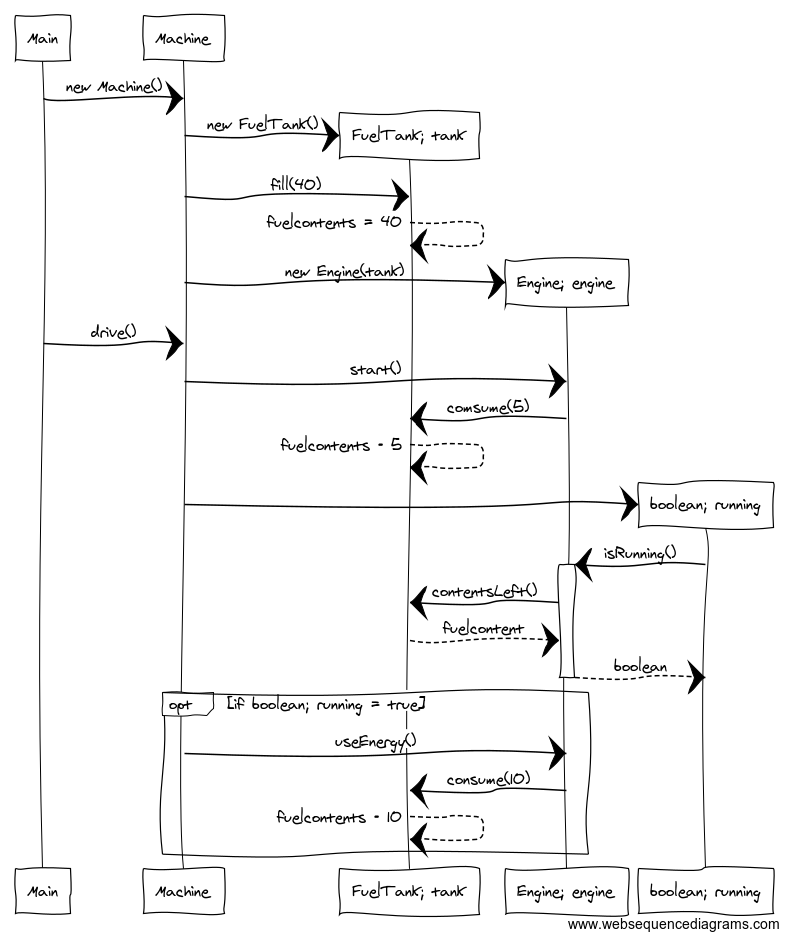 Main
Machine
new Machine()
new FuelTank()
FuelTank; tank
fill(40)
fuelcontents = 40
new Engine(tank)
Engine; engine
drive()
start()
comsume(5)
fuelcontents - 5
boolean; running
isRunning()
contentsLeft()
fuelcontent
boolean
opt
[if boolean; running = true]
useEnergy()
consume(10)
fuelcontents - 10
Main
Machine
FuelTank; tank
Engine; engine
boolean; running
www.websequencediagrams.com